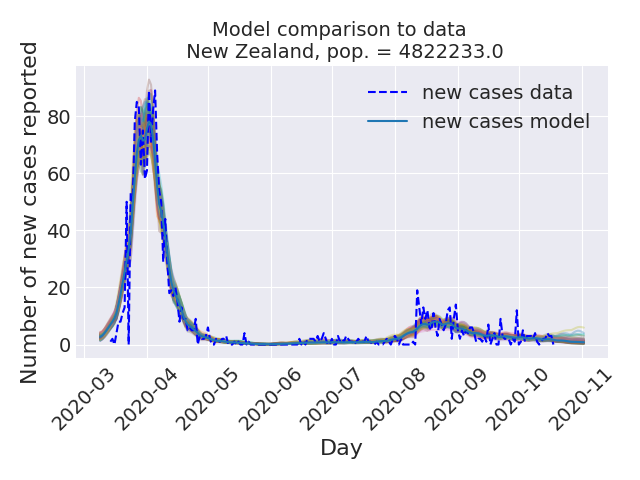 Model comparison to data
New Zealand, pop. = 4822233.0
new cases data
new cases model
Number of new cases reported
80
60
40
20
0
2020-03
2020-04
2020-05
2020-06
2020-07
2020-08
2020-09
2020-10
2020-11
Day